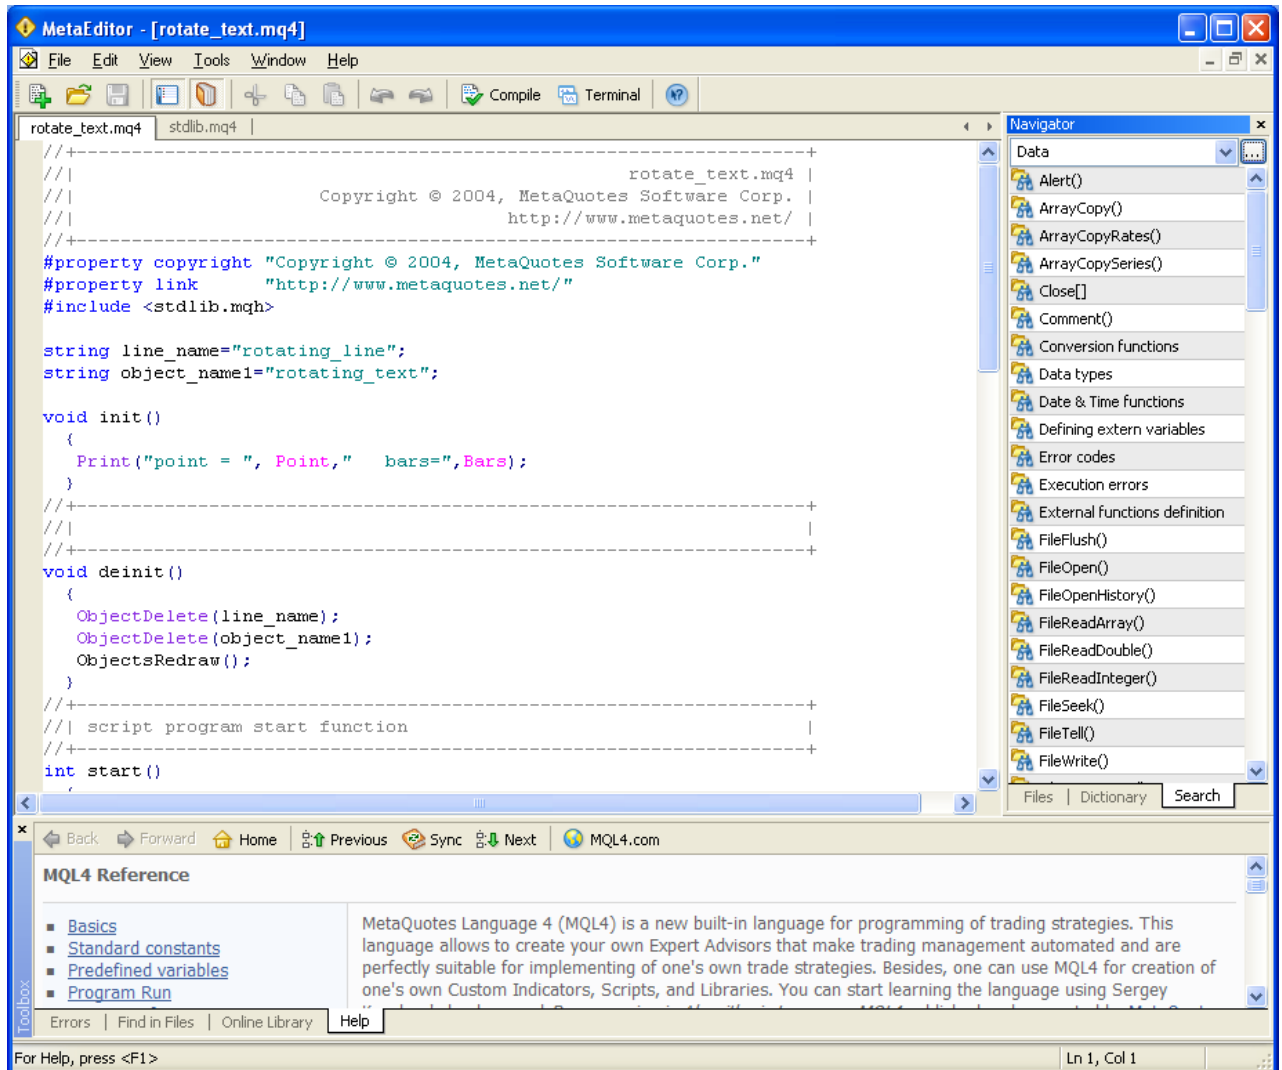 MetaEditor - [rotate_text.mq4]
File Edit View Tools Window Help
Compile Terminal
rotate_text.mq4 stdlib.mq4
//+------------------------------------------------------------------+
//| rotate_text.mq4 |
//| Copyright © 2004, MetaQuotes Software Corp. |
//| http://www.metaquotes.net/ |
//+------------------------------------------------------------------+
#property copyright "Copyright © 2004, MetaQuotes Software Corp."
#property link "http://www.metaquotes.net/"
#include <stdlib.mqh>
string line_name="rotating_line";
string object_name1="rotating_text";
void init()
{
Print("point = ", Point," bars=",Bars);
}
//+------------------------------------------------------------------+
//| |
//+------------------------------------------------------------------+
void deinit()
{
ObjectDelete(line_name);
ObjectDelete(object_name1);
ObjectsRedraw();
}
//+------------------------------------------------------------------+
//| script program start function |
//+------------------------------------------------------------------+
int start()
Navigator
Data
Alert()
ArrayCopy()
ArrayCopyRates()
ArrayCopySeries()
Close[]
Comment()
Conversion functions
Data types
Date & Time functions
Defining extern variables
Error codes
Execution errors
External functions definition
FileFlush()
FileOpen()
FileOpenHistory()
FileReadArray()
FileReadDouble()
FileReadInteger()
FileSeek()
FileTell()
FileWrite()
Files Dictionary Search
Back Forward Home Previous Sync Next MQL4.com
MQL4 Reference
Basics
Standard constants
Predefined variables
Program Run
MetaQuotes Language 4 (MQL4) is a new built-in language for programming of trading strategies. This
language allows to create your own Expert Advisors that make trading management automated and are
perfectly suitable for implementing of one's own trade strategies. Besides, one can use MQL4 for creation of
one's own Custom Indicators, Scripts, and Libraries. You can start learning the language using Sergey
Toolbox
Errors Find in Files Online Library Help
For Help, press <F1>
Ln 1, Col 1